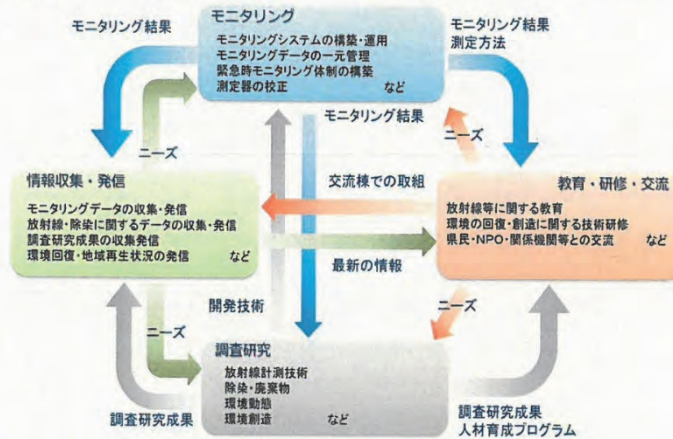 モニタリング
モニタリング結果
モニタリングシステムの構築・運用
モニタリングデータの一元管理
緊急時モニタリング体制の構築
測定器の校正 など
モニタリング結果
測定方法
モニタリング結果
ニーズ
ニーズ
情報収集・発信
モニタリングデータの収集・発信
放射線・除染に関するデータの収集・発信
調査研究成果の収集発信
環境回復・地域再生状況の発信 など
交流棟での取組
最新の情報
教育・研修・交流
放射線等に関する教育
環境の回復・創造に関する技術研修
県民・NPO・関係機関等との交流 など
開発技術
ニーズ
ニーズ
調査研究
放射線計測技術
除染・廃棄物
環境動態
環境創造 など
調査研究成果
調査研究成果
人材育成プログラム